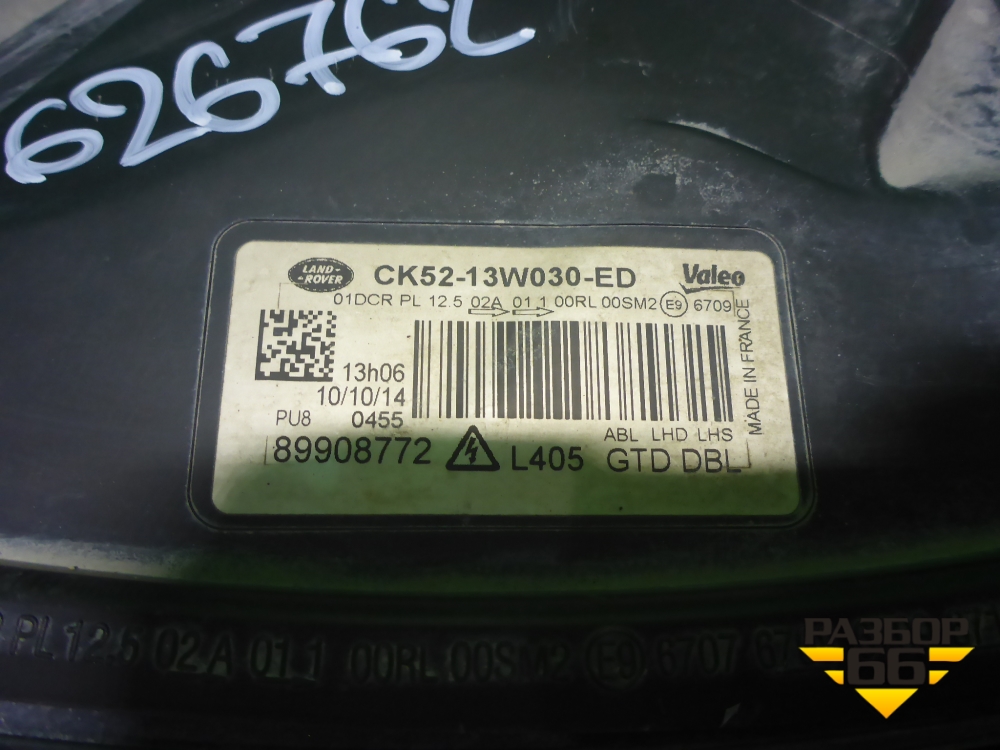 62676L
LAND-
ROVER
CK52-13W030-ED
Valeo
01DCR PL 12.5 02A 01.1 00RL 00SM2 E9 6709
13h06
10/10/14
PU8 0455
ABL LHD LHS
89908772 L405 GTD DBL
MADE IN FRANCE
PL 12.5 02A 01.1 00RL 00SM2 E9 6707
РАЗБОР
66